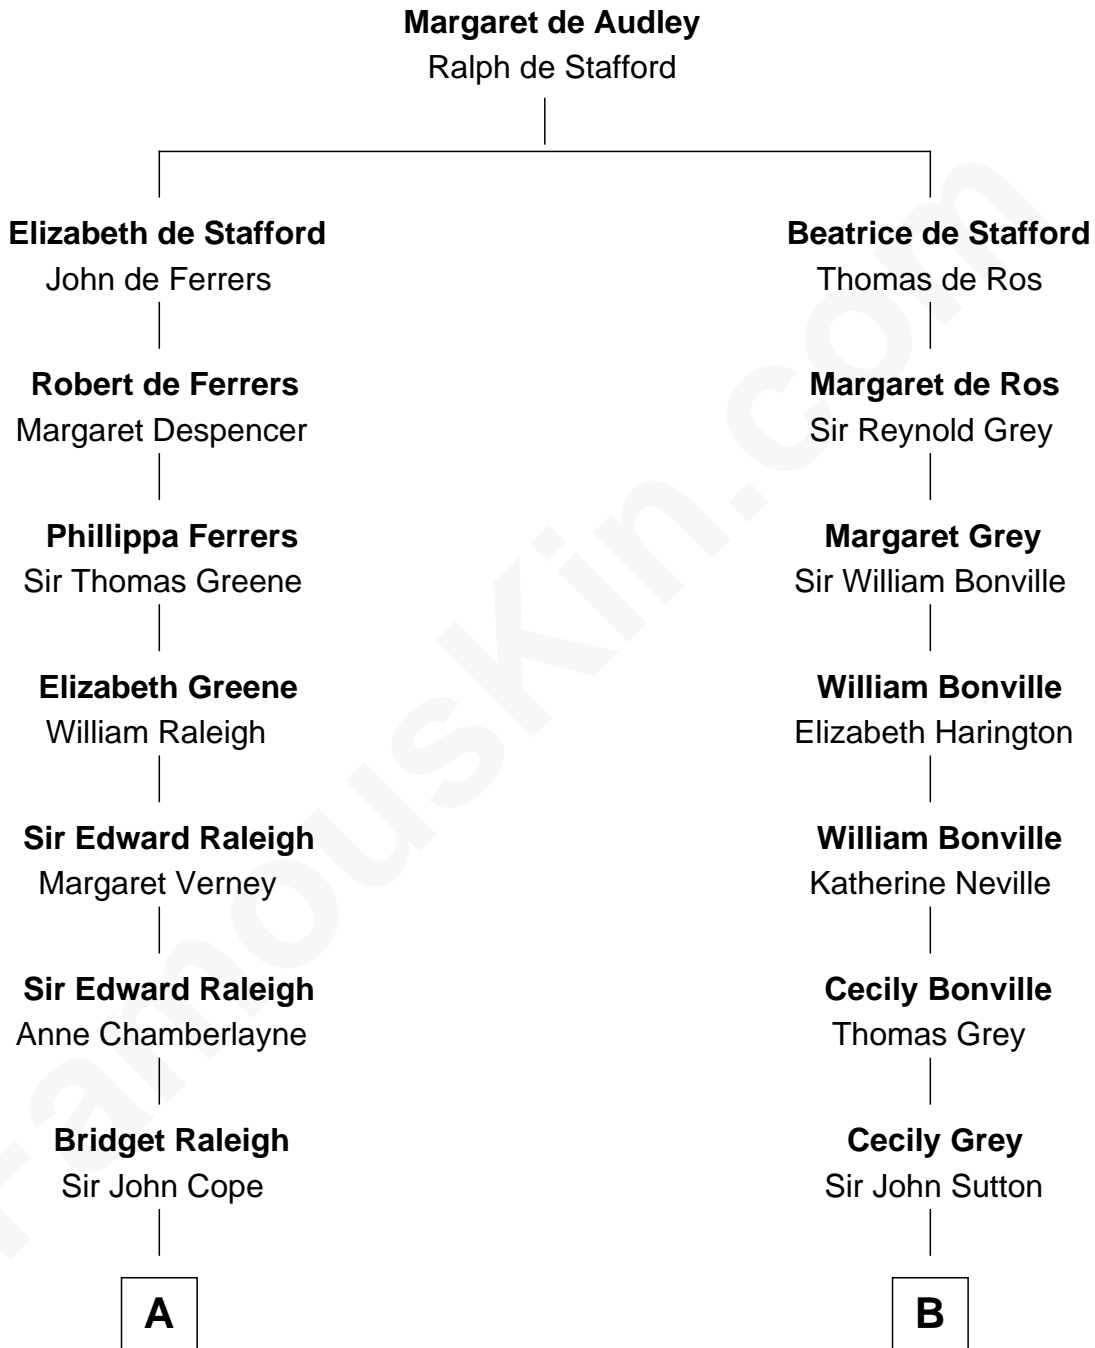 Margaret de Audley
Ralph de Stafford
Elizabeth de Stafford
John de Ferrers
Beatrice de Stafford
Thomas de Ros
Robert de Ferrers
Margaret Despencer
Margaret de Ros
Sir Reynold Grey
Phillippa Ferrers
Sir Thomas Greene
Margaret Grey
Sir William Bonville
Elizabeth Greene
William Raleigh
William Bonville
Elizabeth Harington
Sir Edward Raleigh
Margaret Verney
William Bonville
Katherine Neville
Sir Edward Raleigh
Anne Chamberlayne
Cecily Bonville
Thomas Grey
Bridget Raleigh
Sir John Cope
Cecily Grey
Sir John Sutton
A
B
FamousKin.com